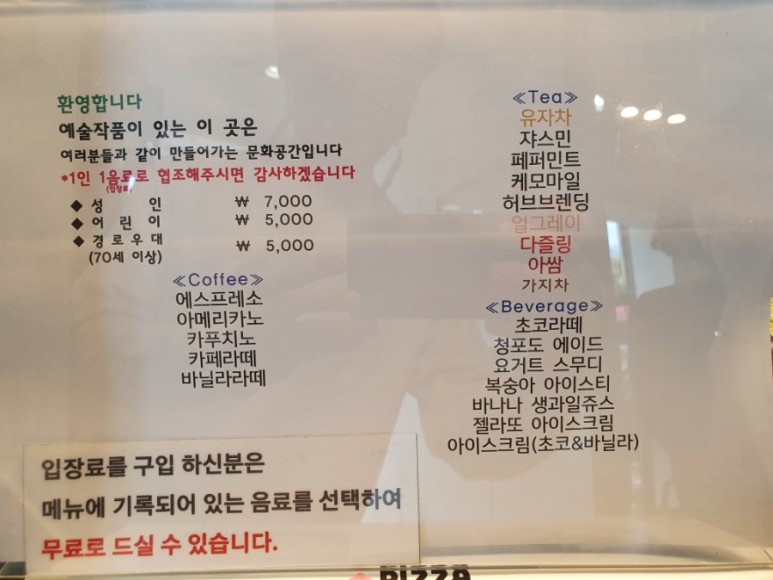 환영합니다
예술작품이 있는 이 곳은
여러분들과 같이 만들어가는 문화공간입니다
*1인 1음료로 협조해주시면 감사하겠습니다
(입장료)
◆ 성 인 ₩ 7,000
◆ 어 린 이 ₩ 5,000
◆ 경 로 우 대 ₩ 5,000
(70세 이상)
≪Coffee≫
에스프레소
아메리카노
카푸치노
카페라떼
바닐라라떼
≪Tea≫
유자차
쟈스민
페퍼민트
케모마일
허브브렌딩
얼그레이
다즐링
아쌈
가지차
≪Beverage≫
초코라떼
청포도 에이드
요거트 스무디
복숭아 아이스티
바나나 생과일쥬스
젤라또 아이스크림
아이스크림(초코&바닐라)
입장료를 구입 하신분은
메뉴에 기록되어 있는 음료를 선택하여
무료로 드실 수 있습니다.
PIZZA